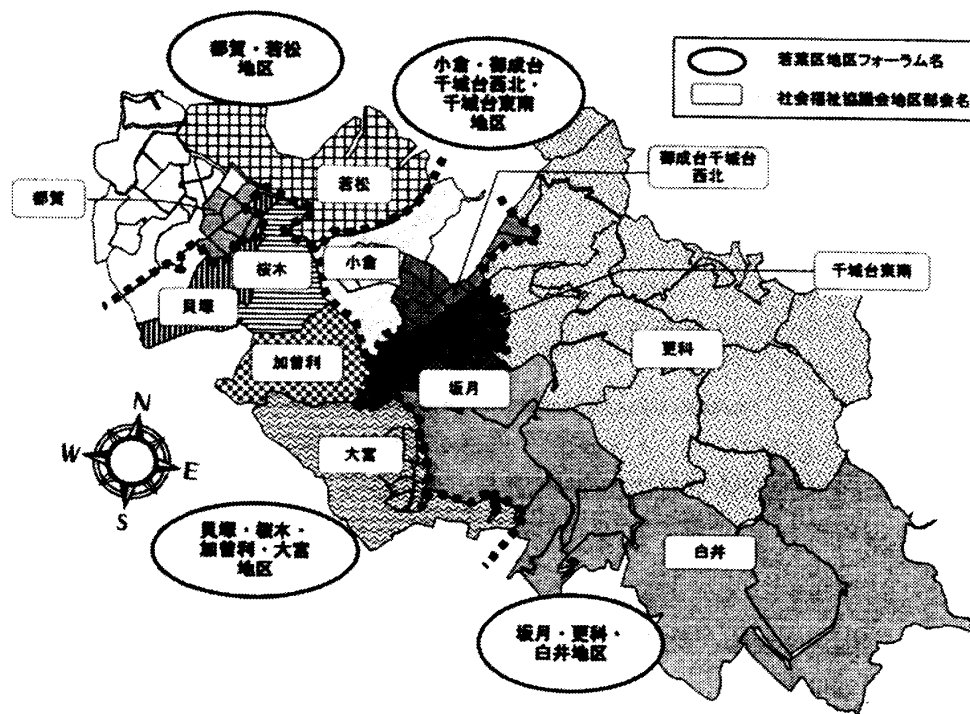 都賀・若松
地区
小倉・御成台
千城台西北・
千城台東南
地区
若葉区地区フォーラム名
社会福祉協議会地区部会名
御成台千城台
西北
若松
都賀
桜木
小倉
千城台東南
貝塚
加曽利
坂月
更科
N
W
E
S
大宮
貝塚・桜木・
加曽利・大宮
地区
白井
坂月・更科・
白井地区